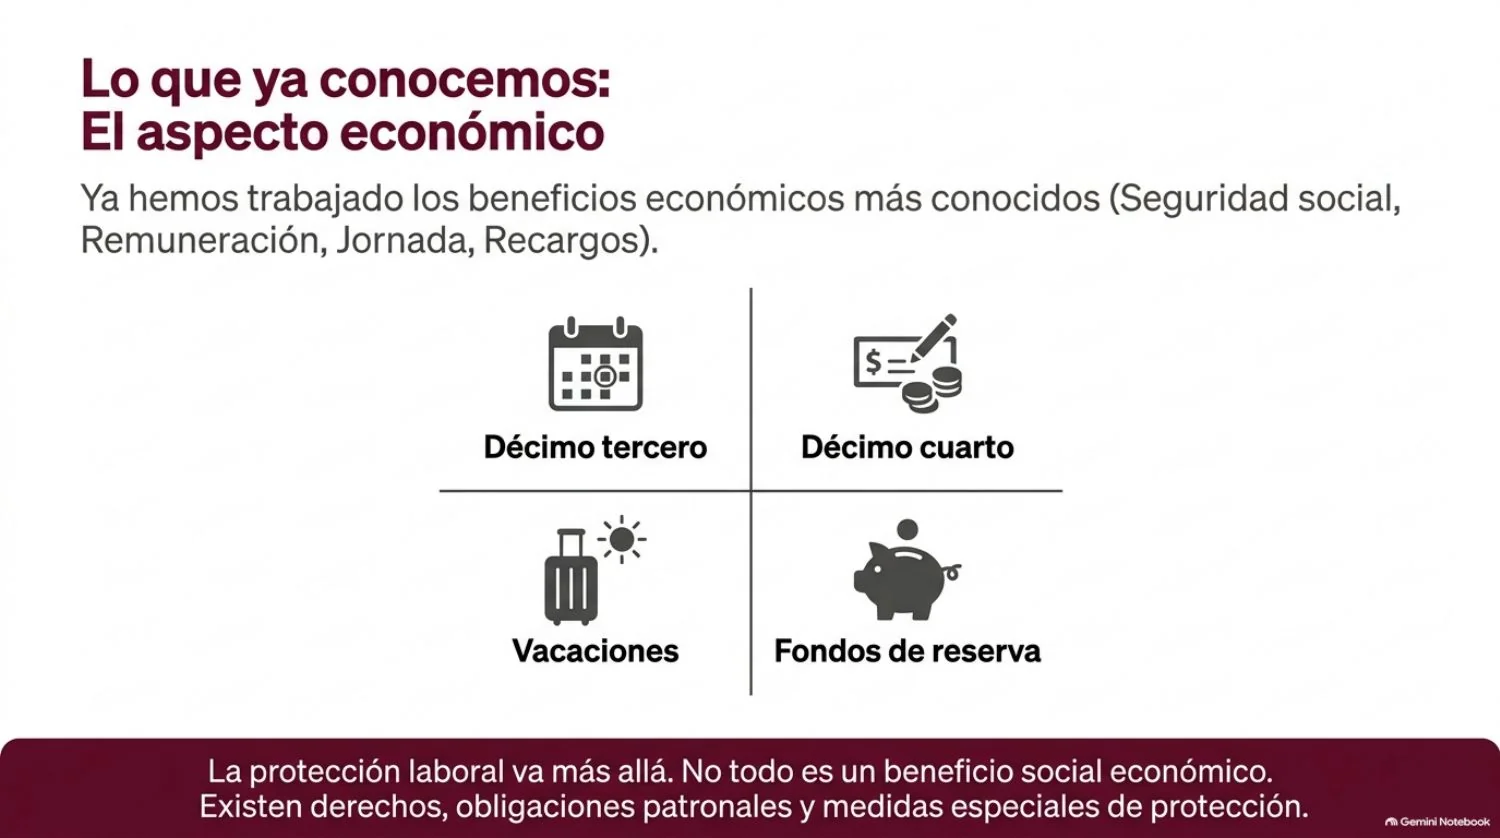 Lo que ya conocemos:
El aspecto económico
Ya hemos trabajado los beneficios económicos más conocidos (Seguridad social,
Remuneración, Jornada, Recargos).
$
Décimo tercero
Décimo cuarto
Vacaciones
Fondos de reserva
La protección laboral va más allá. No todo es un beneficio social económico.
Existen derechos, obligaciones patronales y medidas especiales de protección.
Gemini Notebook